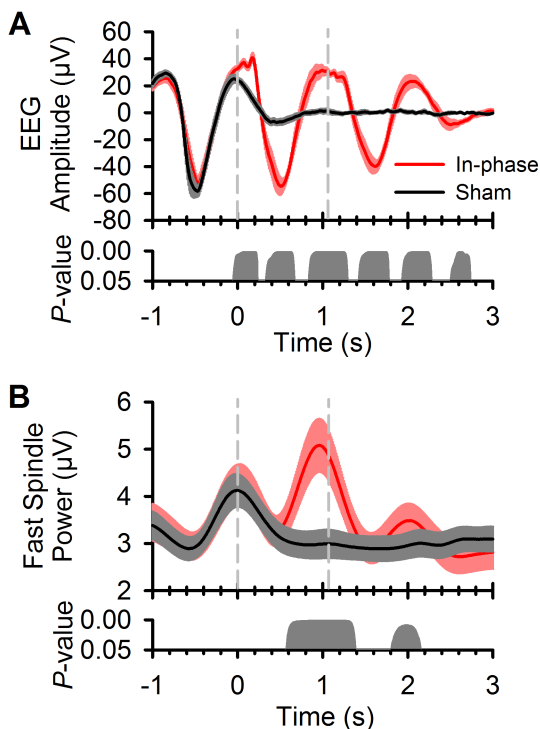 A
EEG
Amplitude (µV)
60
40
20
0
-20
-40
-60
-80
In-phase
Sham
P-value
0.00
0.05
-1 0 1 2 3
Time (s)
B
Fast Spindle
Power (µV)
6
5
4
3
2
P-value
0.00
0.05
-1 0 1 2 3
Time (s)